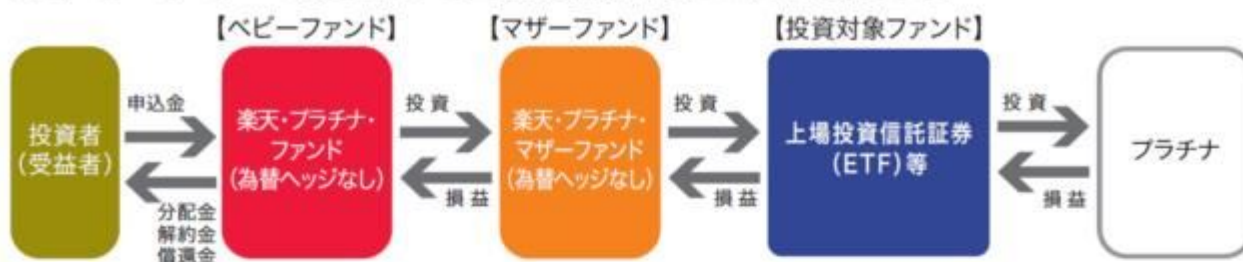 【ベビーファンド】
【マザーファンド】
【投資対象ファンド】
投資者
(受益者)
申込金
分配金
解約金
償還金
楽天・プラチナ・
ファンド
(為替ヘッジなし)
投資
損益
楽天・プラチナ・
マザーファンド
(為替ヘッジなし)
投資
損益
上場投資信託証券
(ETF)等
投資
損益
プラチナ